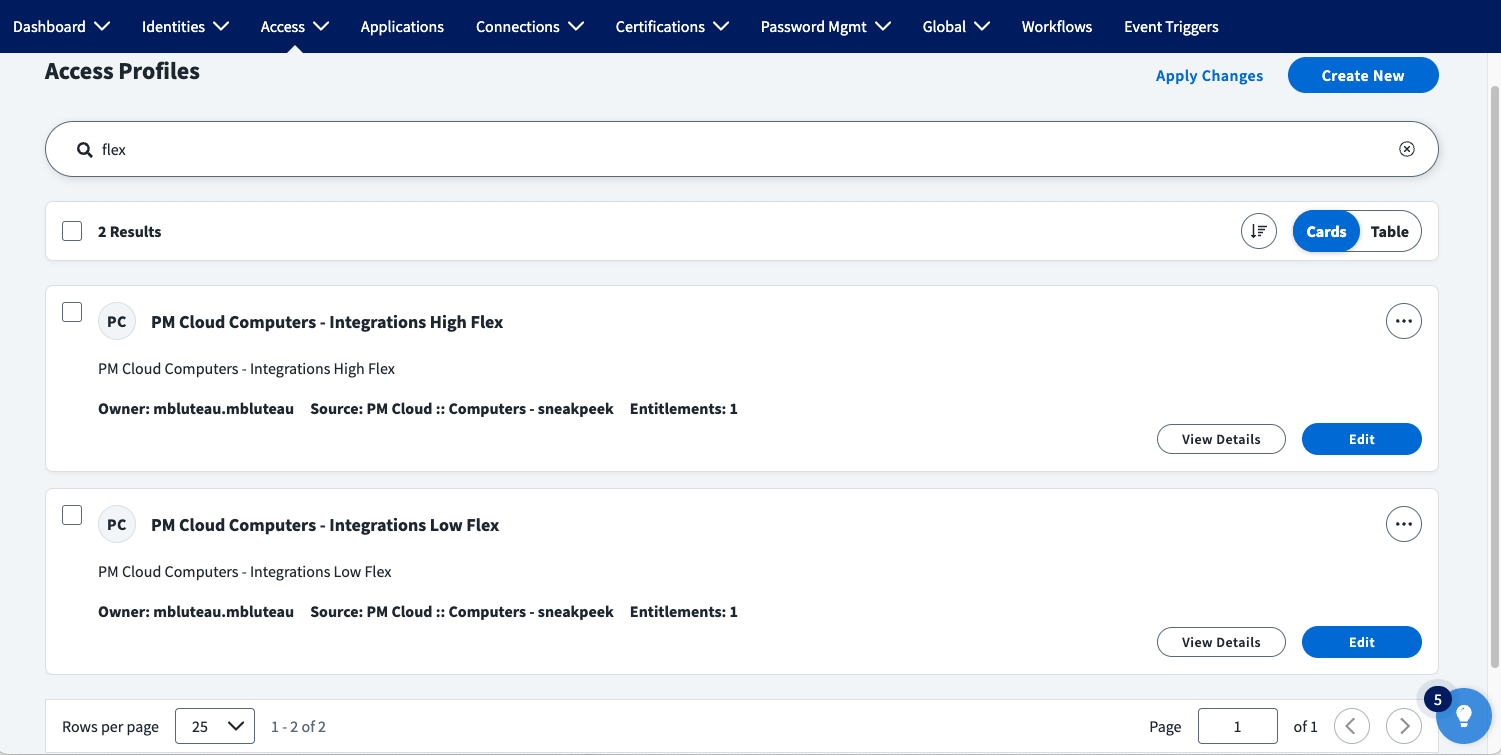 Dashboard Identities Access Applications Connections Certifications Password Mgmt Global Workflows Event Triggers
Access Profiles
Apply Changes Create New
flex
2 Results Cards Table
PC PM Cloud Computers - Integrations High Flex
PM Cloud Computers - Integrations High Flex
Owner: mbluteau.mbluteau Source: PM Cloud :: Computers - sneakpeek Entitlements: 1
View Details Edit
PC PM Cloud Computers - Integrations Low Flex
PM Cloud Computers - Integrations Low Flex
Owner: mbluteau.mbluteau Source: PM Cloud :: Computers - sneakpeek Entitlements: 1
View Details Edit
5
Rows per page 25 1 - 2 of 2 Page 1 of 1